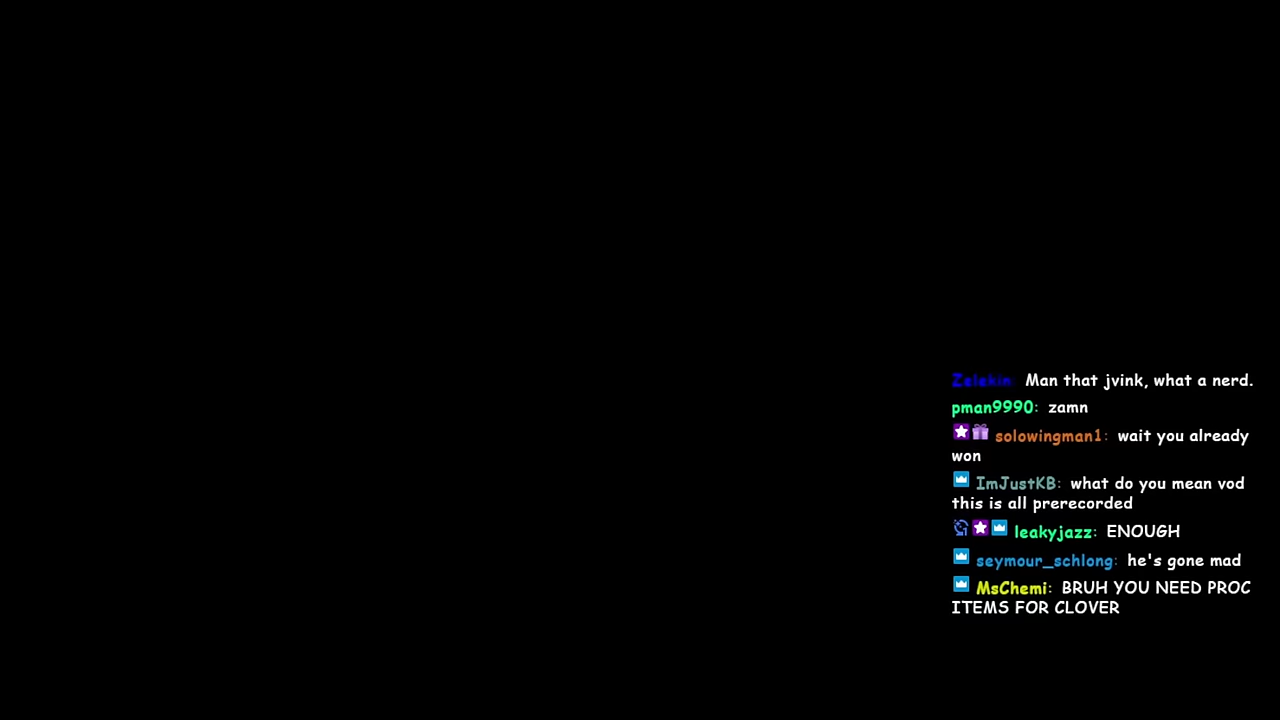 Zelakin: Man that jvink, what a nerd.
pman9990: zamn
solowingman1: wait you already
won
ImJustKB: what do you mean vod
this is all prerecorded
leakyjazz: ENOUGH
seymour_schlong: he's gone mad
MsChemi: BRUH YOU NEED PROC
ITEMS FOR CLOVER